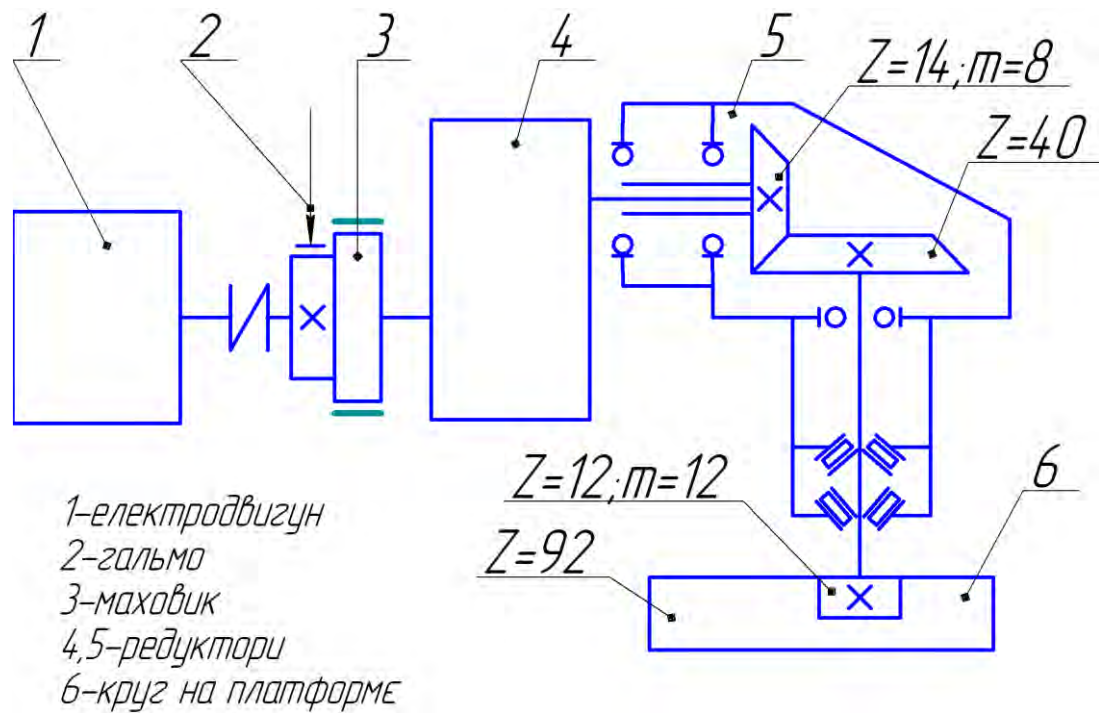 1
2
3
4
5
Z=14; m=8
Z=40
Z=12; m=12
6
Z=92
1-електродвигун
2-гальмо
3-маховик
4,5-редуктори
6-круг на платформе